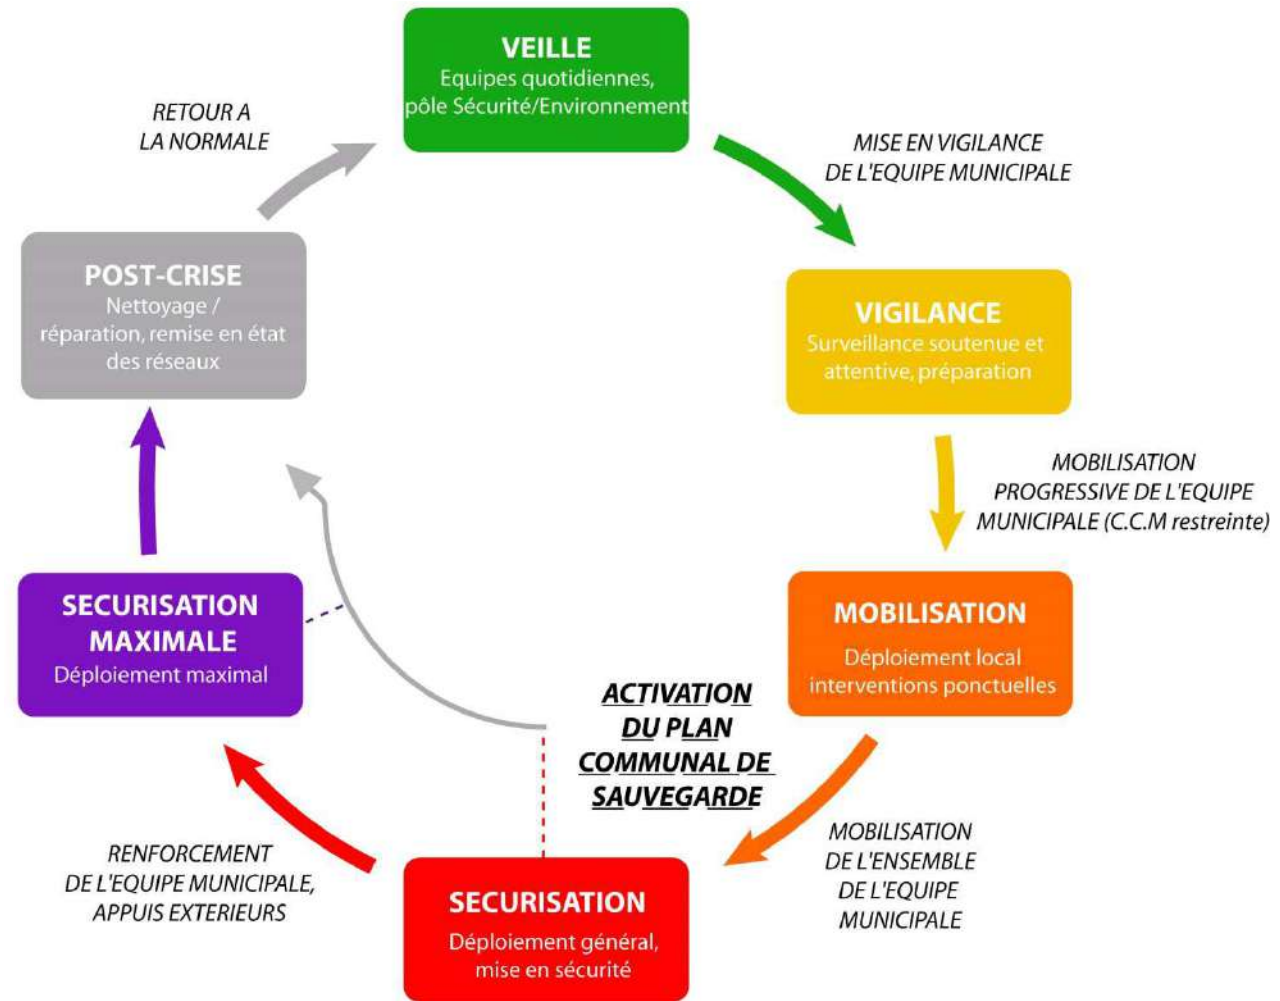 VEILLE
Equipes quotidiennes,
pôle Sécurité/Environnement
MISE EN VIGILANCE
DE L'EQUIPE MUNICIPALE
VIGILANCE
Surveillance soutenue et
attentive, préparation
MOBILISATION
PROGRESSIVE DE L'EQUIPE
MUNICIPALE (C.C.M restreinte)
MOBILISATION
Déploiement local
interventions ponctuelles
MOBILISATION
DE L'ENSEMBLE
DE L'EQUIPE
MUNICIPALE
ACTIVATION
DU PLAN
COMMUNAL DE
SAUVEGARDE
SECURISATION
Déploiement général,
mise en sécurité
RENFORCEMENT
DE L'EQUIPE MUNICIPALE,
APPUIS EXTERIEURS
SECURISATION
MAXIMALE
Déploiement maximal
POST-CRISE
Nettoyage /
réparation, remise en état
des réseaux
RETOUR A
LA NORMALE